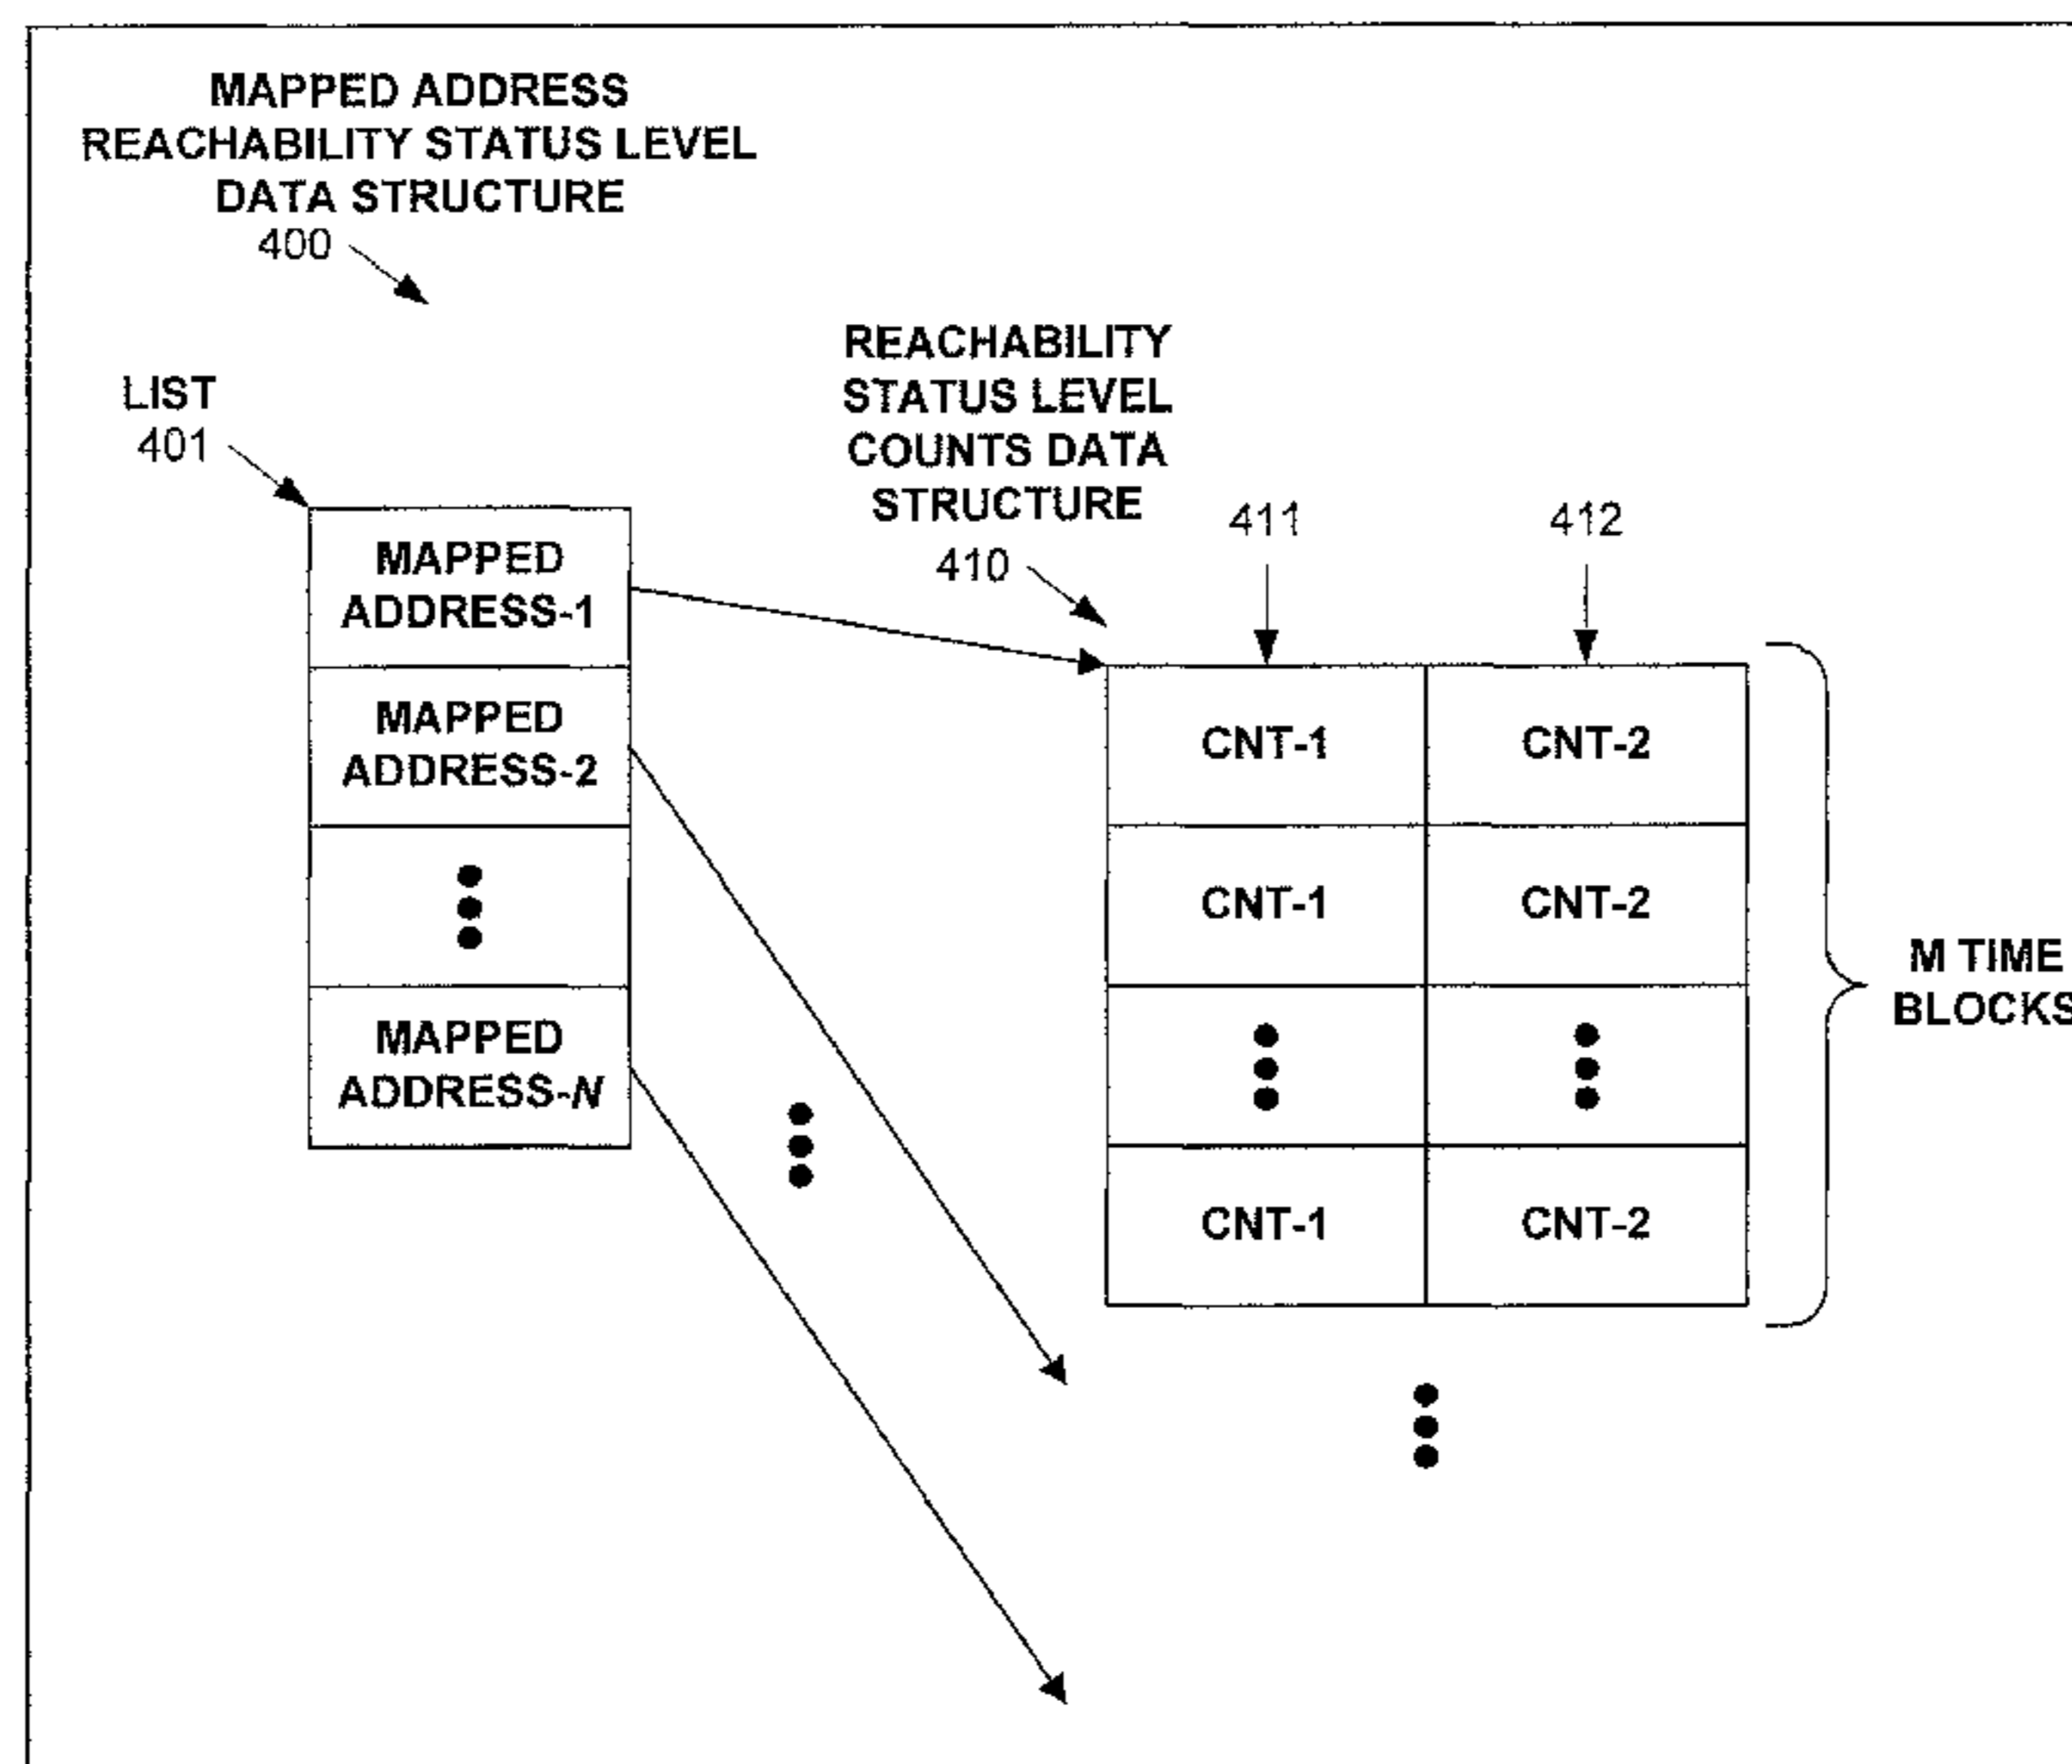 MAPPED ADDRESS
REACHABILITY STATUS LEVEL
DATA STRUCTURE
400
LIST
401
MAPPED
ADDRESS-1
MAPPED
ADDRESS-2
MAPPED
ADDRESS-N
REACHABILITY
STATUS LEVEL
COUNTS DATA
STRUCTURE
410
411
412
CNT-1 CNT-2
CNT-1 CNT-2
CNT-1 CNT-2
M TIME
BLOCKS